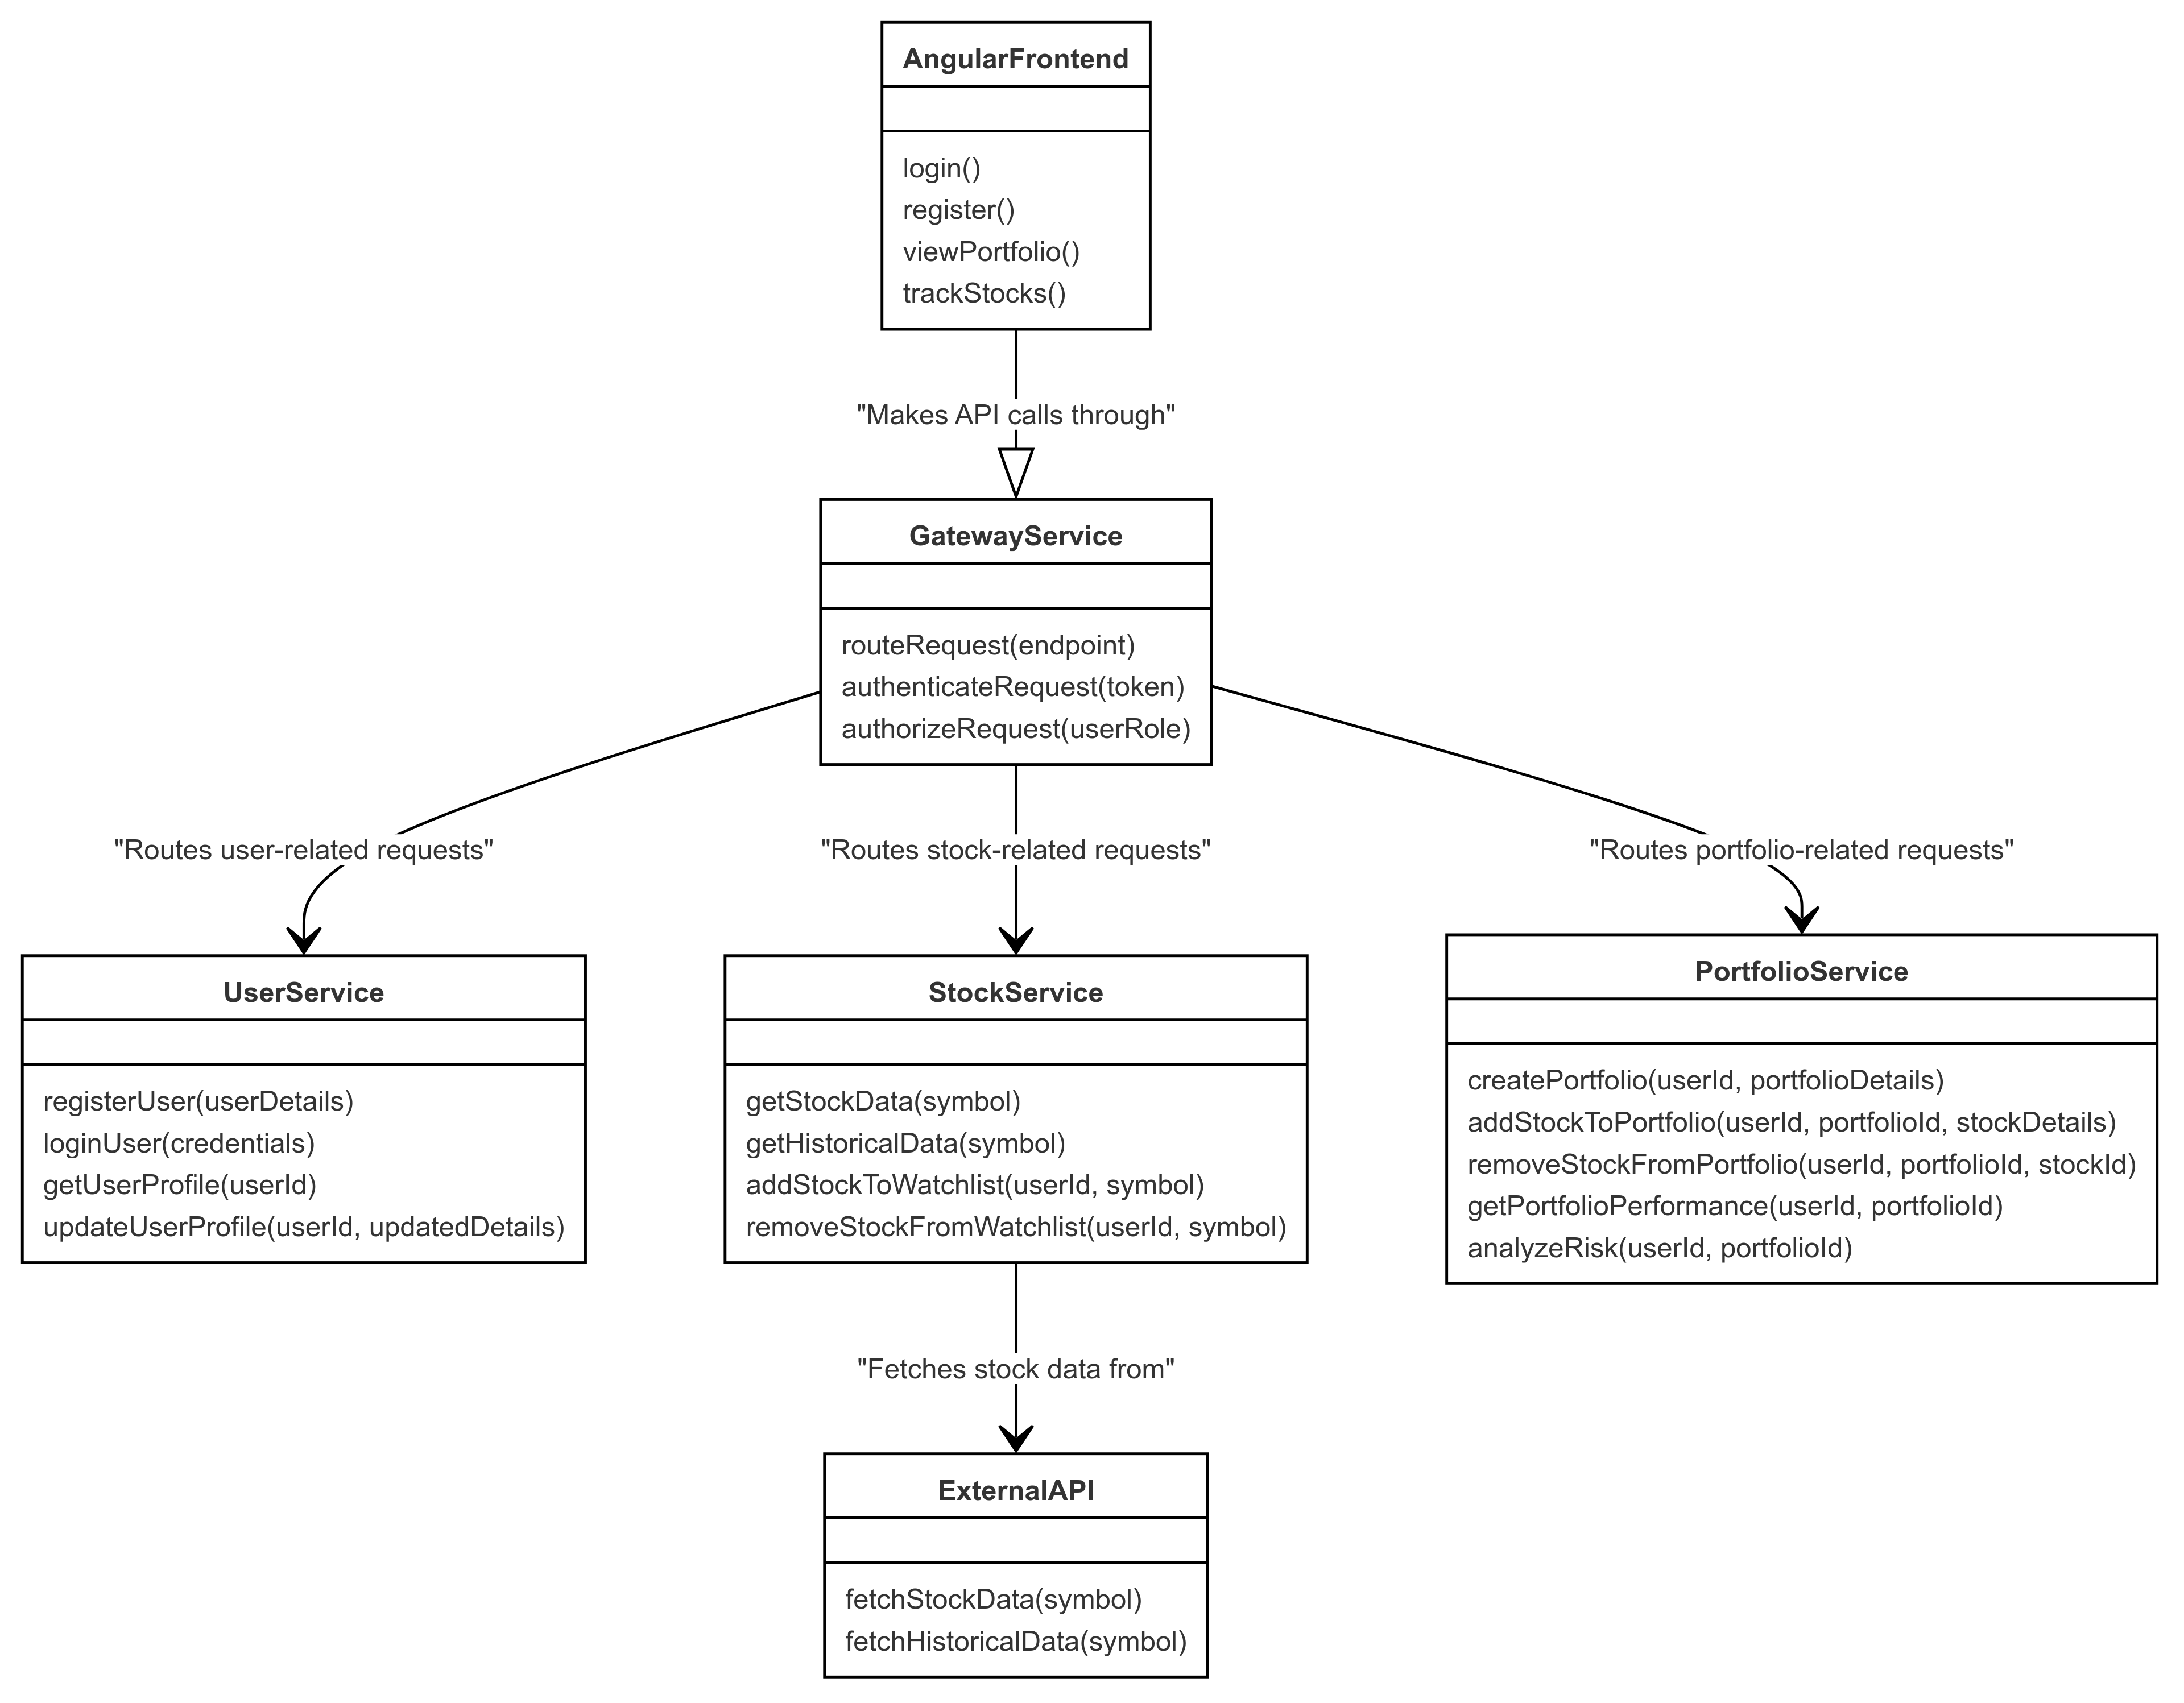 AngularFrontend
login()
register()
viewPortfolio()
trackStocks()
"Makes API calls through"
GatewayService
routeRequest(endpoint)
authenticateRequest(token)
authorizeRequest(userRole)
"Routes user-related requests"
"Routes stock-related requests"
"Routes portfolio-related requests"
UserService
registerUser(userDetails)
loginUser(credentials)
getUserProfile(userId)
updateUserProfile(userId, updatedDetails)
StockService
getStockData(symbol)
getHistoricalData(symbol)
addStockToWatchlist(userId, symbol)
removeStockFromWatchlist(userId, symbol)
PortfolioService
createPortfolio(userId, portfolioDetails)
addStockToPortfolio(userId, portfolioId, stockDetails)
removeStockFromPortfolio(userId, portfolioId, stockId)
getPortfolioPerformance(userId, portfolioId)
analyzeRisk(userId, portfolioId)
"Fetches stock data from"
ExternalAPI
fetchStockData(symbol)
fetchHistoricalData(symbol)